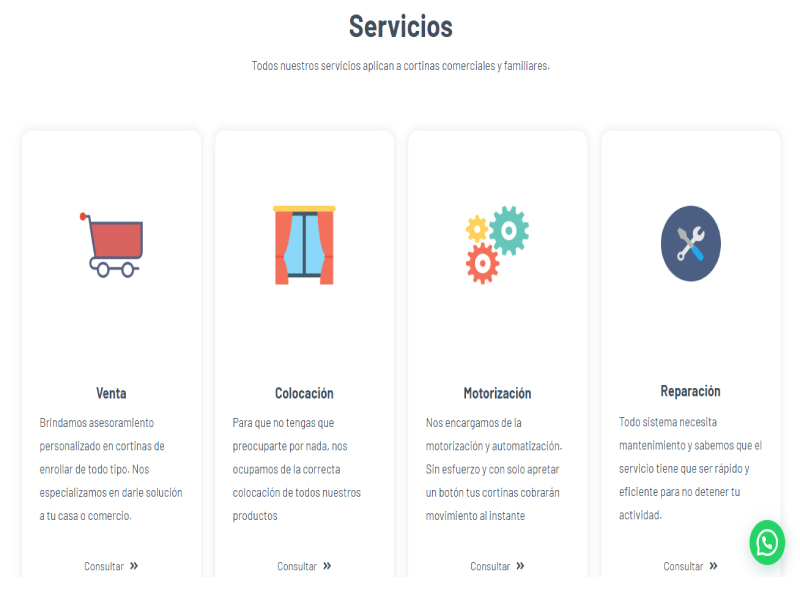 Servicios
Todos nuestros servicios aplican a cortinas comerciales y familiares.
Venta
Brindamos asesoramiento
personalizado en cortinas de
enrollar de todo tipo. Nos
especializamos en darle solución
a tu casa o comercio.
Consultar »
Colocación
Para que no tengas que
preocuparte por nada, nos
ocupamos de la correcta
colocación de todos nuestros
productos
Consultar »
Motorización
Nos encargamos de la
motorización y automatización.
Sin esfuerzo y con solo apretar
un botón tus cortinas cobrarán
movimiento al instante
Consultar »
Reparación
Todo sistema necesita
mantenimiento y sabemos que el
servicio tiene que ser rápido y
eficiente para no detener tu
actividad.
Consultar »